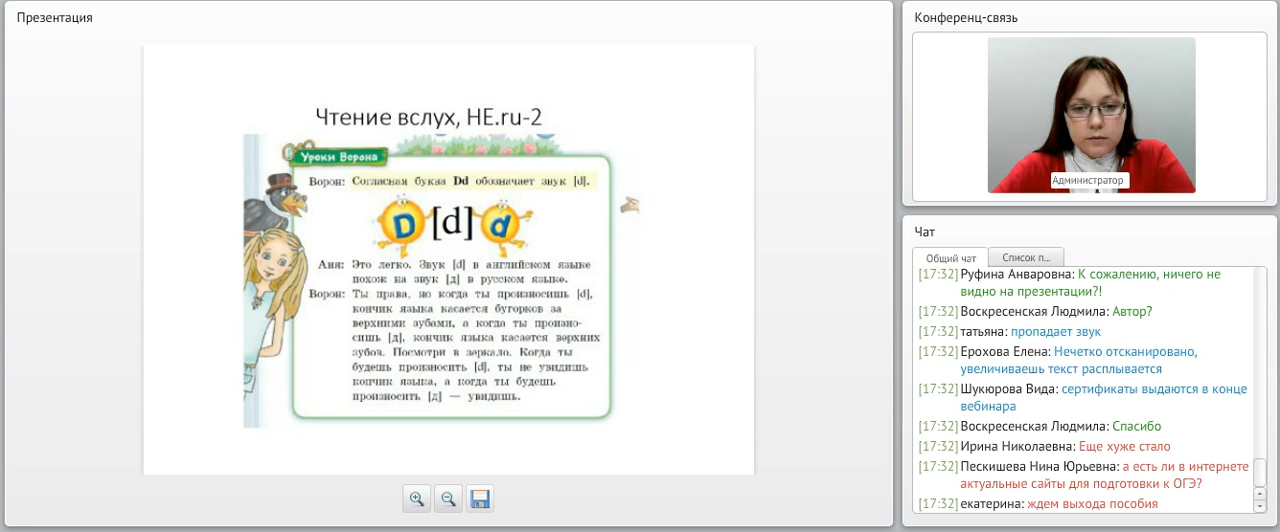 Презентация
Чтение вслух, HE.ru-2
Уроки Ворона
Ворон: Согласная буква Dd обозначает звук [d].
D [d] d
Аня: Это легко. Звук [d] в английском языке
похож на звук [д] в русском языке.
Ворон: Ты права, но когда ты произносишь [d],
кончик языка касается бугорков за
верхними зубами, а когда ты произно-
сишь [д], кончик языка касается верхних
зубов. Посмотри в зеркало. Когда ты
будешь произносить [d], ты не увидишь
кончик языка, а когда ты будешь
произносить [д] — увидишь.
Конференц-связь
Администратор
Чат
Общий чат
Список п...
[17:32] Руфина Анваровна: К сожалению, ничего не
видно на презентации?!
[17:32] Воскресенская Людмила: Автор?
[17:32] татьяна: пропадает звук
[17:32] Ерохова Елена: Нечетко отсканировано,
увеличиваешь текст расплывается
[17:32] Шукюрова Вида: сертификаты выдаются в конце
вебинара
[17:32] Воскресенская Людмила: Спасибо
[17:32] Ирина Николаевна: Еще хуже стало
[17:32] Пескишева Нина Юрьевна: а есть ли в интернете
актуальные сайты для подготовки к ОГЭ?
[17:32] екатерина: ждем выхода пособия